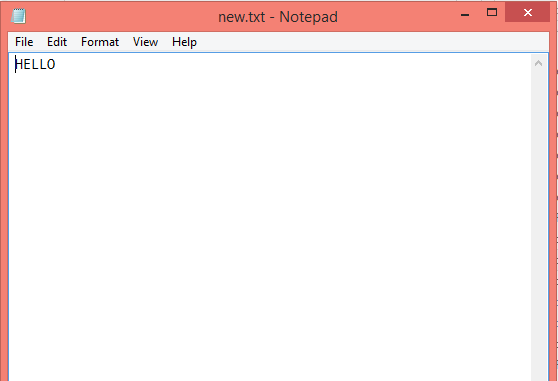 new.txt - Notepad
File Edit Format View Help
HELLO